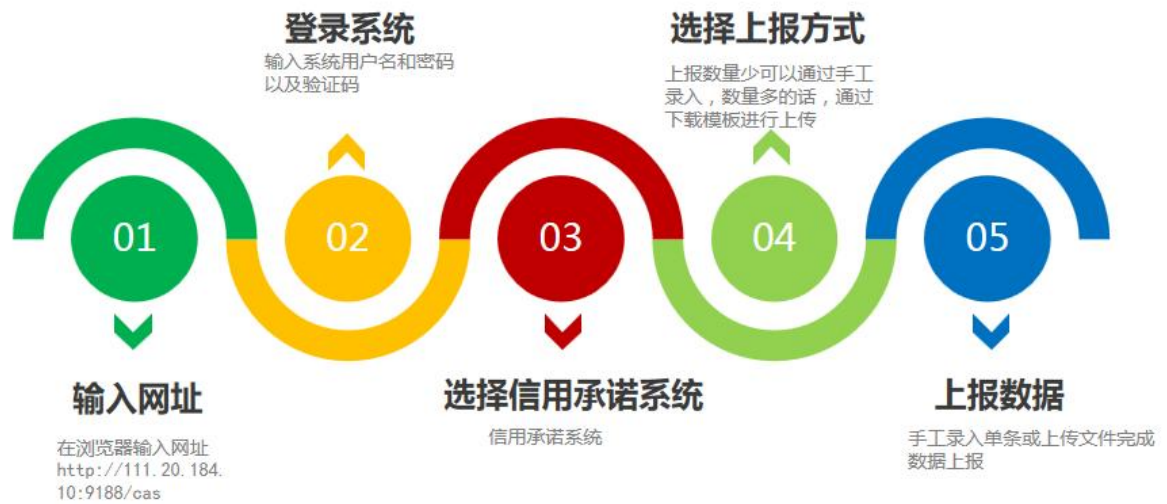 登录系统
输入系统用户名和密码
以及验证码
选择上报方式
上报数量少可以通过手工
录入，数量多的话，通过
下载模板进行上传
01
02
03
04
05
输入网址
在浏览器输入网址
http://111.20.184.
10:9188/cas
选择信用承诺系统
信用承诺系统
上报数据
手工录入单条或上传文件完成
数据上报